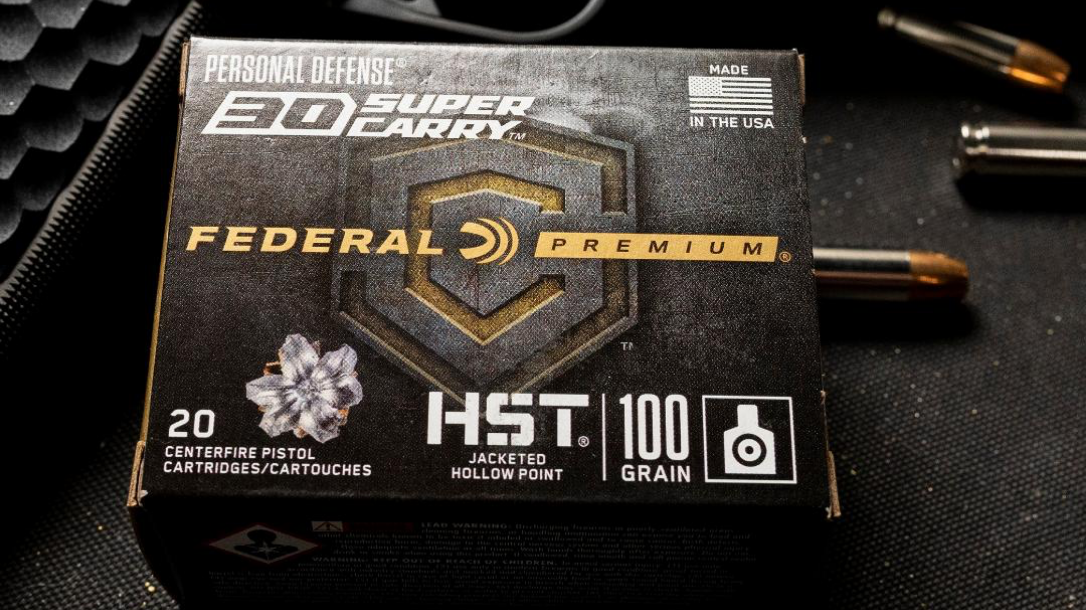 PERSONAL DEFENSE®
30 SUPER CARRY™
MADE
IN THE USA
FEDERAL PREMIUM®
TM
20
CENTERFIRE PISTOL
CARTRIDGES/CARTOUCHES
HST®
JACKETED
HOLLOW POINT
100
GRAIN
LEAD WARNING:
WARNING: KEEP OUT OF REACH OF CHILDREN.